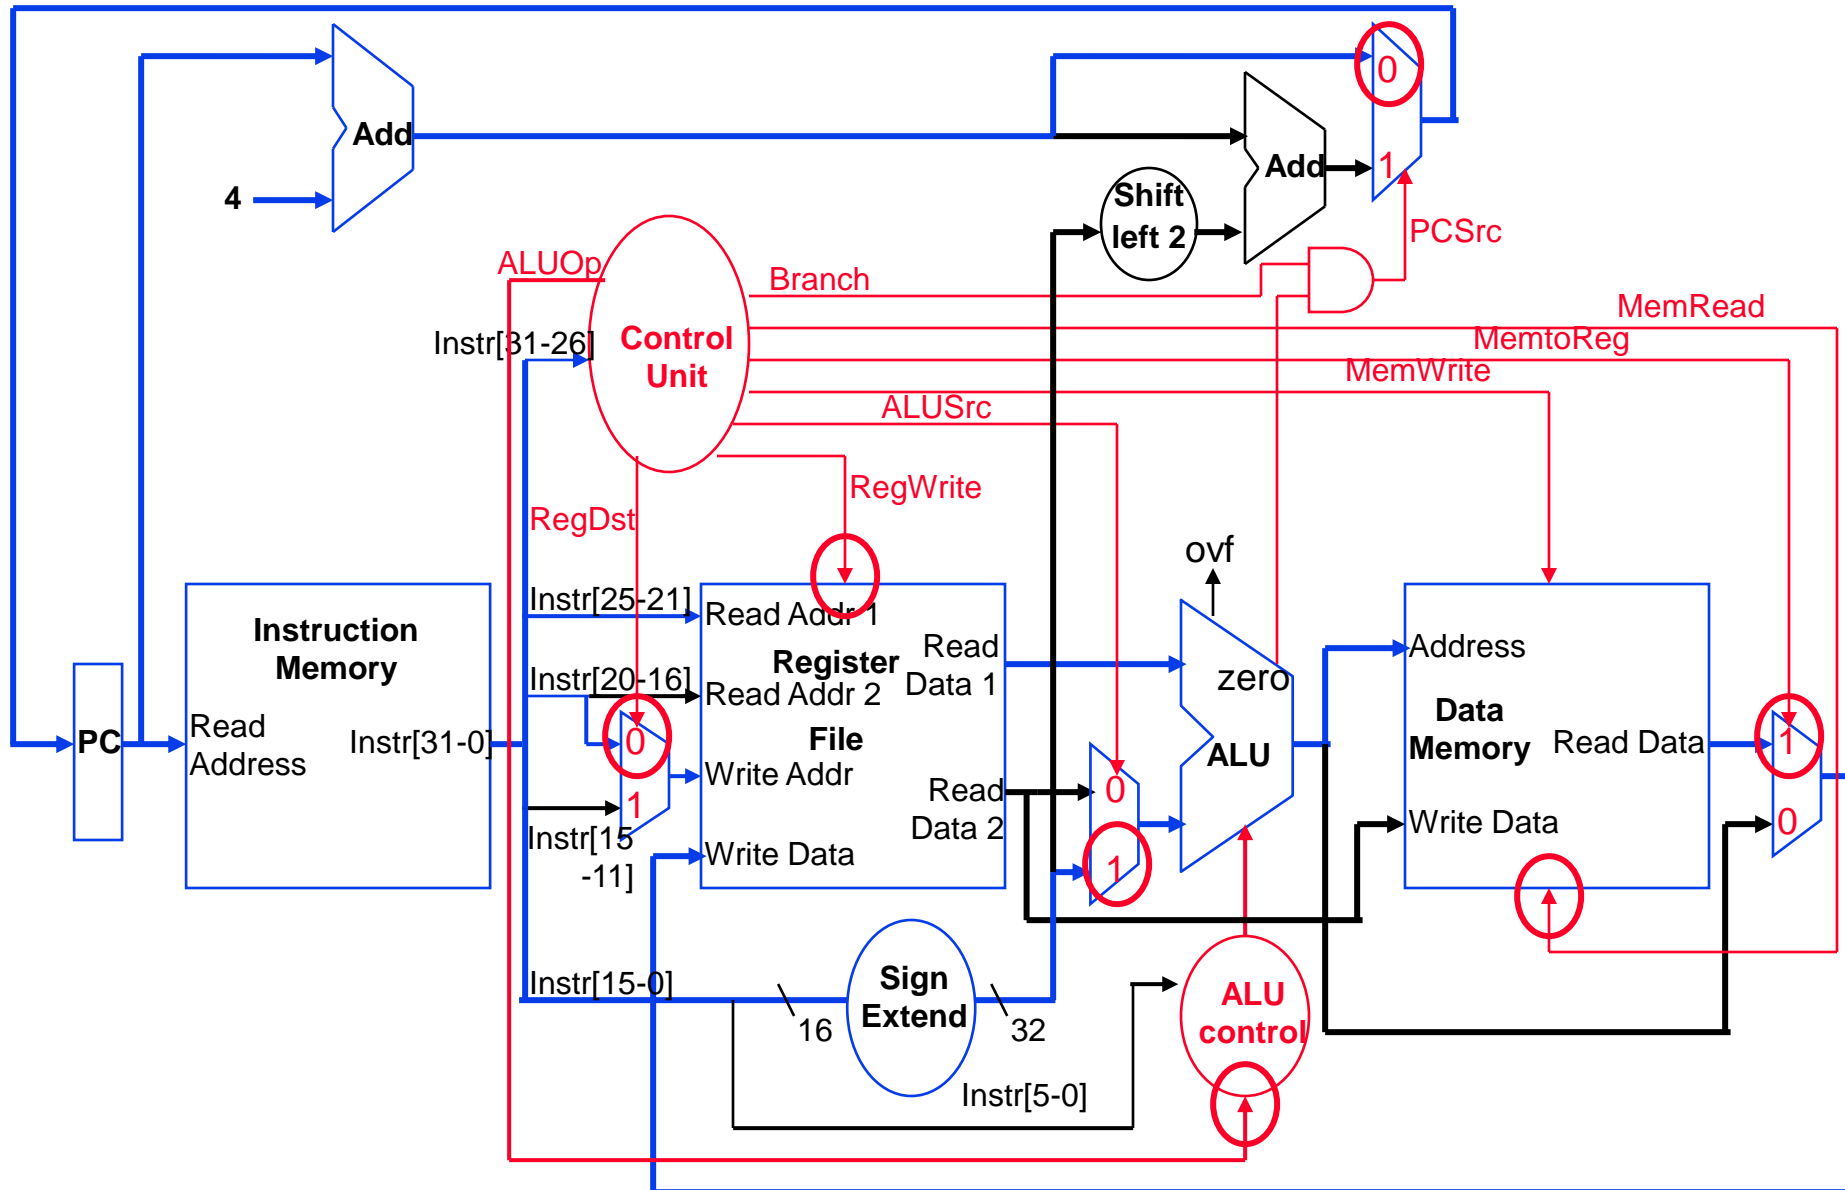 0
Add
Add
1
4
Shift
left 2
PCSrc
ALUOp
Branch
MemRead
Instr[31-26]
Control
Unit
MemtoReg
MemWrite
ALUSrc
RegWrite
RegDst
ovf
Instr[25-21]
Read Addr 1
Instruction
Memory
Register
Read
Data 1
Address
Instr[20-16]
Read Addr 2
zero
PC
Read
Address
Instr[31-0]
0
File
ALU
Data
Memory
Read Data
1
Write Addr
1
Read
Data 2
0
Write Data
0
Instr[15
-11]
Write Data
1
Instr[15-0]
Sign
Extend
16
32
ALU
control
Instr[5-0]